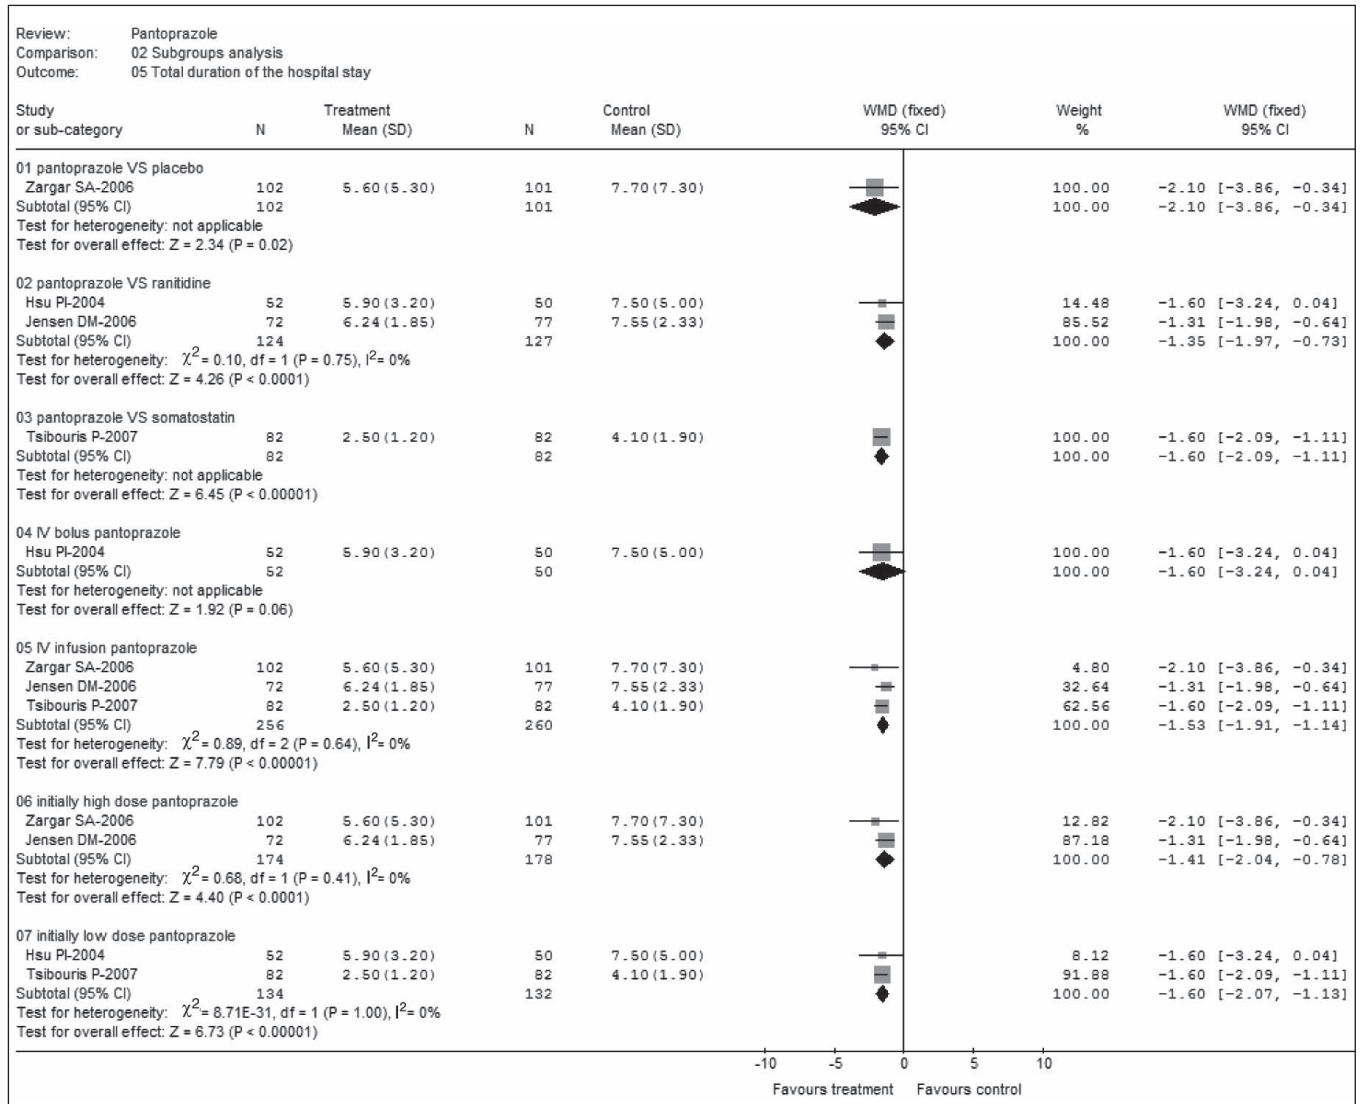 Review: Pantoprazole
Comparison: 02 Subgroups analysis
Outcome: 05 Total duration of the hospital stay
Study Treatment Control WMD (fixed) Weight WMD (fixed)
or sub-category N Mean (SD) N Mean (SD) 95% CI % 95% CI
01 pantoprazole VS placebo
Zargar SA-2006 102 5.60(5.30) 101 7.70(7.30) 100.00 -2.10 [-3.86, -0.34]
Subtotal (95% CI) 102 101 100.00 -2.10 [-3.86, -0.34]
Test for heterogeneity: not applicable
Test for overall effect: Z = 2.34 (P = 0.02)
02 pantoprazole VS ranitidine
Hsu PI-2004 52 5.90(3.20) 50 7.50(5.00) 14.48 -1.60 [-3.24, 0.04]
Jensen DM-2006 72 6.24(1.85) 77 7.55(2.33) 85.52 -1.31 [-1.98, -0.64]
Subtotal (95% CI) 124 127 100.00 -1.35 [-1.97, -0.73]
Test for heterogeneity: χ²= 0.10, df = 1 (P = 0.75), I²= 0%
Test for overall effect: Z = 4.26 (P < 0.0001)
03 pantoprazole VS somatostatin
Tsibouris P-2007 82 2.50(1.20) 82 4.10(1.90) 100.00 -1.60 [-2.09, -1.11]
Subtotal (95% CI) 82 82 100.00 -1.60 [-2.09, -1.11]
Test for heterogeneity: not applicable
Test for overall effect: Z = 6.45 (P < 0.00001)
04 IV bolus pantoprazole
Hsu PI-2004 52 5.90(3.20) 50 7.50(5.00) 100.00 -1.60 [-3.24, 0.04]
Subtotal (95% CI) 52 50 100.00 -1.60 [-3.24, 0.04]
Test for heterogeneity: not applicable
Test for overall effect: Z = 1.92 (P = 0.06)
05 IV infusion pantoprazole
Zargar SA-2006 102 5.60(5.30) 101 7.70(7.30) 4.80 -2.10 [-3.86, -0.34]
Jensen DM-2006 72 6.24(1.85) 77 7.55(2.33) 32.64 -1.31 [-1.98, -0.64]
Tsibouris P-2007 82 2.50(1.20) 82 4.10(1.90) 62.56 -1.60 [-2.09, -1.11]
Subtotal (95% CI) 256 260 100.00 -1.53 [-1.91, -1.14]
Test for heterogeneity: χ²= 0.89, df = 2 (P = 0.64), I²= 0%
Test for overall effect: Z = 7.79 (P < 0.00001)
06 initially high dose pantoprazole
Zargar SA-2006 102 5.60(5.30) 101 7.70(7.30) 12.82 -2.10 [-3.86, -0.34]
Jensen DM-2006 72 6.24(1.85) 77 7.55(2.33) 87.18 -1.31 [-1.98, -0.64]
Subtotal (95% CI) 174 178 100.00 -1.41 [-2.04, -0.78]
Test for heterogeneity: χ²= 0.68, df = 1 (P = 0.41), I²= 0%
Test for overall effect: Z = 4.40 (P < 0.0001)
07 initially low dose pantoprazole
Hsu PI-2004 52 5.90(3.20) 50 7.50(5.00) 8.12 -1.60 [-3.24, 0.04]
Tsibouris P-2007 82 2.50(1.20) 82 4.10(1.90) 91.88 -1.60 [-2.09, -1.11]
Subtotal (95% CI) 134 132 100.00 -1.60 [-2.07, -1.13]
Test for heterogeneity: χ²= 8.71E-31, df = 1 (P = 1.00), I²= 0%
Test for overall effect: Z = 6.73 (P < 0.00001)
-10 -5 0 5 10
Favours treatment Favours control